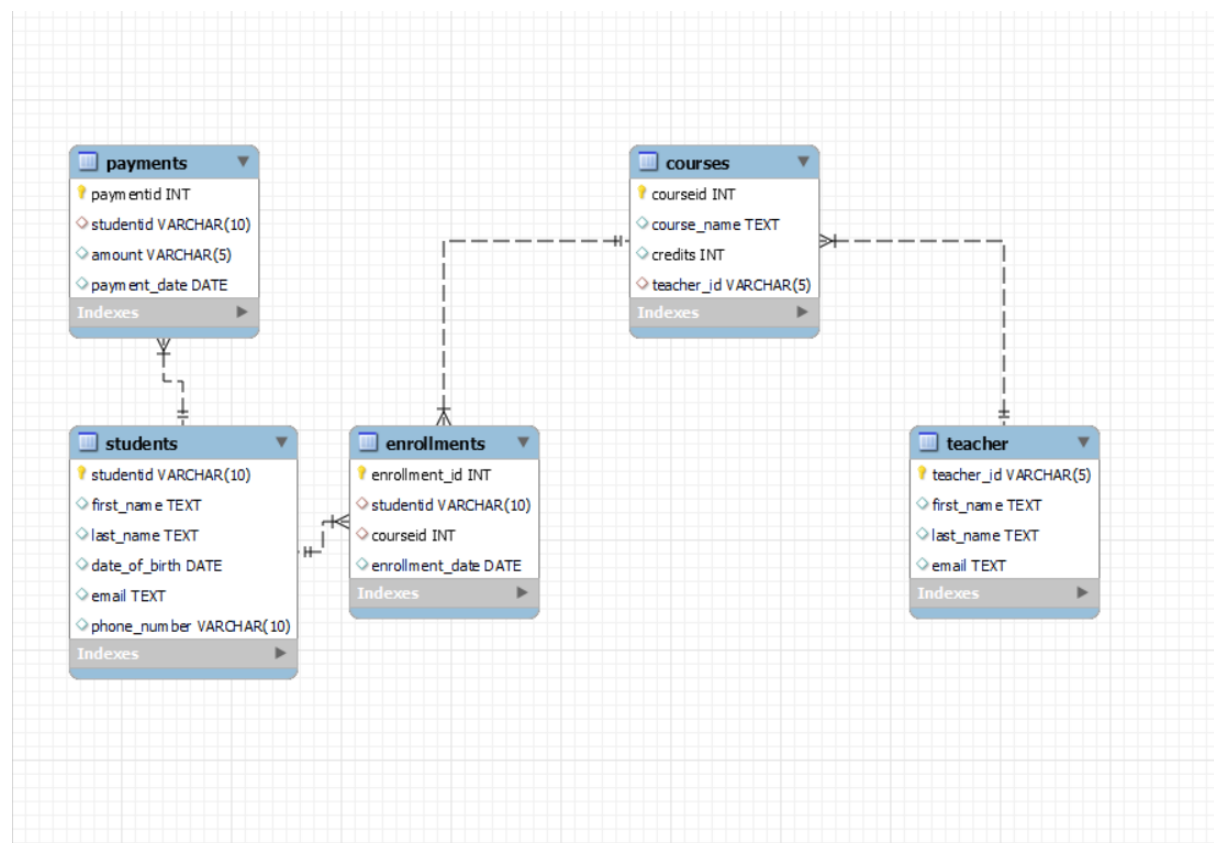 payments
paymentid INT
studentid VARCHAR(10)
amount VARCHAR(5)
payment_date DATE
Indexes
courses
courseid INT
course_name TEXT
credits INT
teacher_id VARCHAR(5)
Indexes
students
studentid VARCHAR(10)
first_name TEXT
last_name TEXT
date_of_birth DATE
email TEXT
phone_number VARCHAR(10)
Indexes
enrollments
enrollment_id INT
studentid VARCHAR(10)
courseid INT
enrollment_date DATE
Indexes
teacher
teacher_id VARCHAR(5)
first_name TEXT
last_name TEXT
email TEXT
Indexes